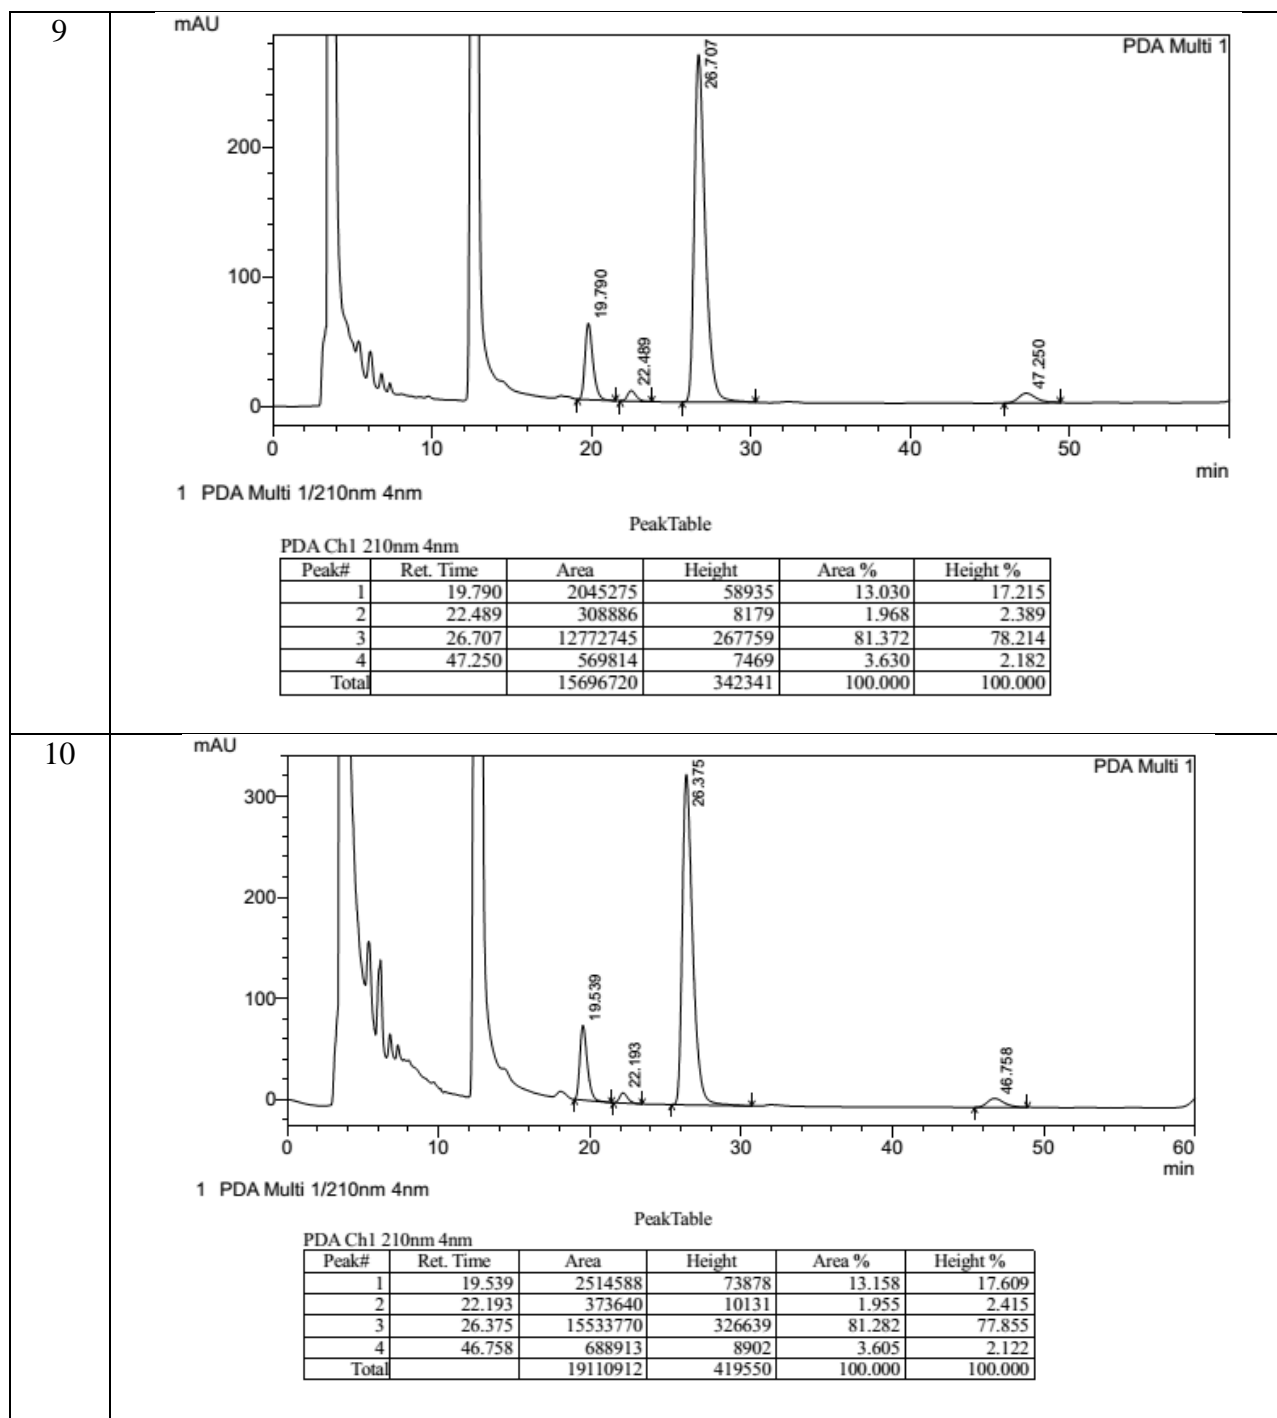 9
mAU
PDA Multi 1
26.707
200
19.790
100
22.489
47.250
0
0 10 20 30 40 50
min
1 PDA Multi 1/210nm 4nm
PeakTable
PDA Ch1 210nm 4nm
Peak# Ret. Time Area Height Area % Height %
1 19.790 2045275 58935 13.030 17.215
2 22.489 308886 8179 1.968 2.389
3 26.707 12772745 267759 81.372 78.214
4 47.250 569814 7469 3.630 2.182
Total 15696720 342341 100.000 100.000
10
mAU
PDA Multi 1
26.375
300
200
19.539
100
22.193
46.758
0
0 10 20 30 40 50 60
min
1 PDA Multi 1/210nm 4nm
PeakTable
PDA Ch1 210nm 4nm
Peak# Ret. Time Area Height Area % Height %
1 19.539 2514588 73878 13.158 17.609
2 22.193 373640 10131 1.955 2.415
3 26.375 15533770 326639 81.282 77.855
4 46.758 688913 8902 3.605 2.122
Total 19110912 419550 100.000 100.000